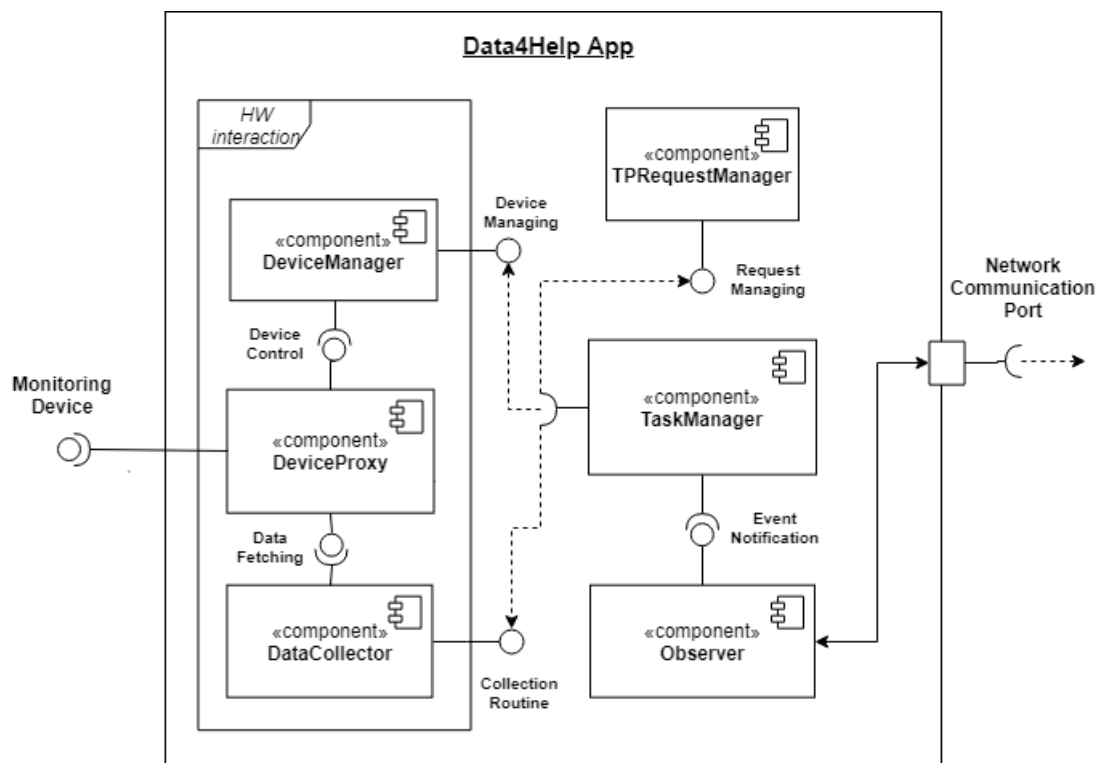 Data4Help App
HW
interaction
«component»
TPRequestManager
Device
Managing
«component»
DeviceManager
Request
Managing
Network
Communication
Port
Device
Control
Monitoring
Device
«component»
TaskManager
«component»
DeviceProxy
Event
Notification
Data
Fetching
«component»
DataCollector
«component»
Observer
Collection
Routine